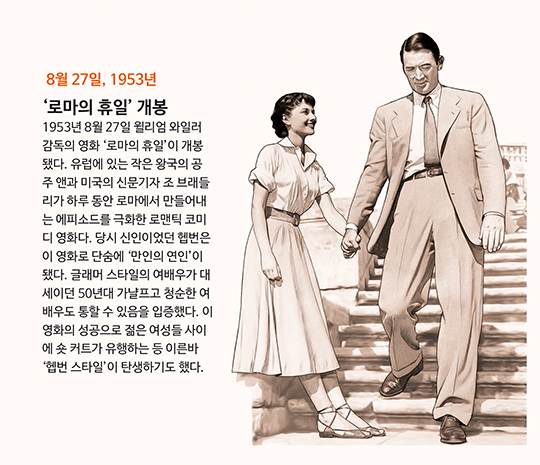 8월 27일, 1953년
‘로마의 휴일’ 개봉
1953년 8월 27일 윌리엄 와일러
감독의 영화 ‘로마의 휴일’이 개봉
됐다. 유럽에 있는 작은 왕국의 공
주 앤과 미국의 신문기자 조 브래들
리가 하루 동안 로마에서 만들어내
는 에피소드를 극화한 로맨틱 코미
디 영화다. 당시 신인이었던 헵번은
이 영화로 단숨에 ‘만인의 연인’이
됐다. 글래머 스타일의 여배우가 대
세이던 50년대 가냘프고 청순한 여
배우도 통할 수 있음을 입증했다. 이
영화의 성공으로 젊은 여성들 사이
에 숏 커트가 유행하는 등 이른바
‘헵번 스타일’이 탄생하기도 했다.